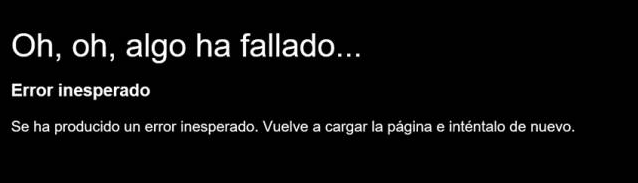 Oh, oh, algo ha fallado...
Error inesperado
Se ha producido un error inesperado. Vuelve a cargar la página e inténtalo de nuevo.